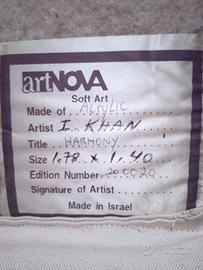 artNOVA
Soft Art
Made of ACRYLIC
Artist I. KHAN
Title HARMONY
Size 1.78 x 1.40
Edition Number
Signature of Artist
Made in Israel